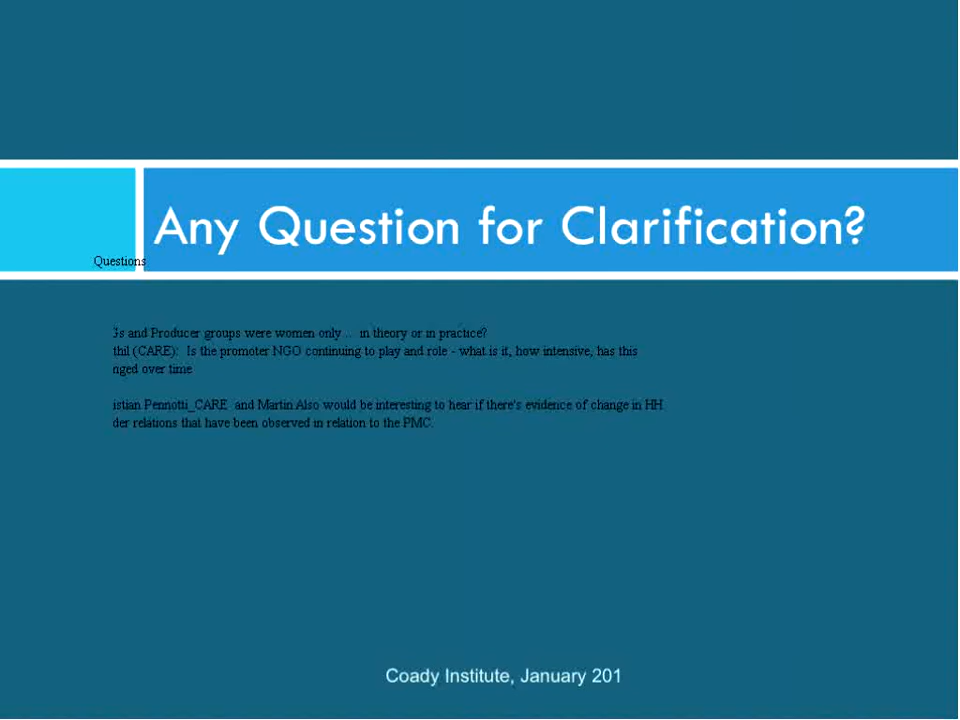 Any Question for Clarification?
Questions
3s and Producer groups were women only ... in theory or in practice?
thil (CARE): Is the promoter NGO continuing to play and role - what is it, how intensive, has this
nged over time
istian Pennotti_CARE and Martin:Also would be interesting to hear if there's evidence of change in HH
der relations that have been observed in relation to the PMC.
Coady Institute, January 201